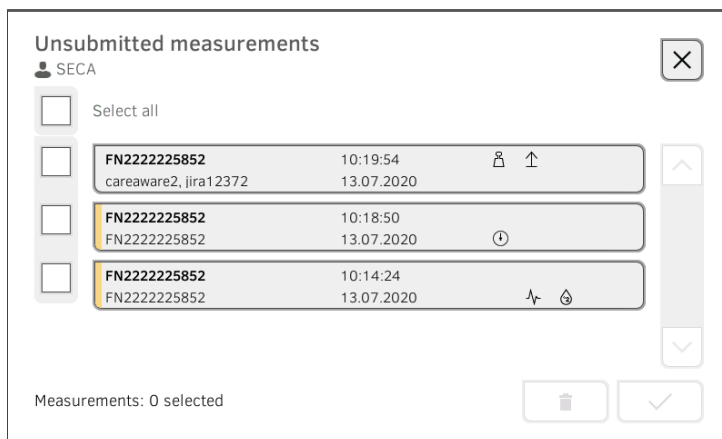 Unsubmitted measurements
SECA
Select all
FN2222225852 10:19:54
careaware2, jira12372 13.07.2020
FN2222225852 10:18:50
FN2222225852 13.07.2020
FN2222225852 10:14:24
FN2222225852 13.07.2020
Measurements: 0 selected